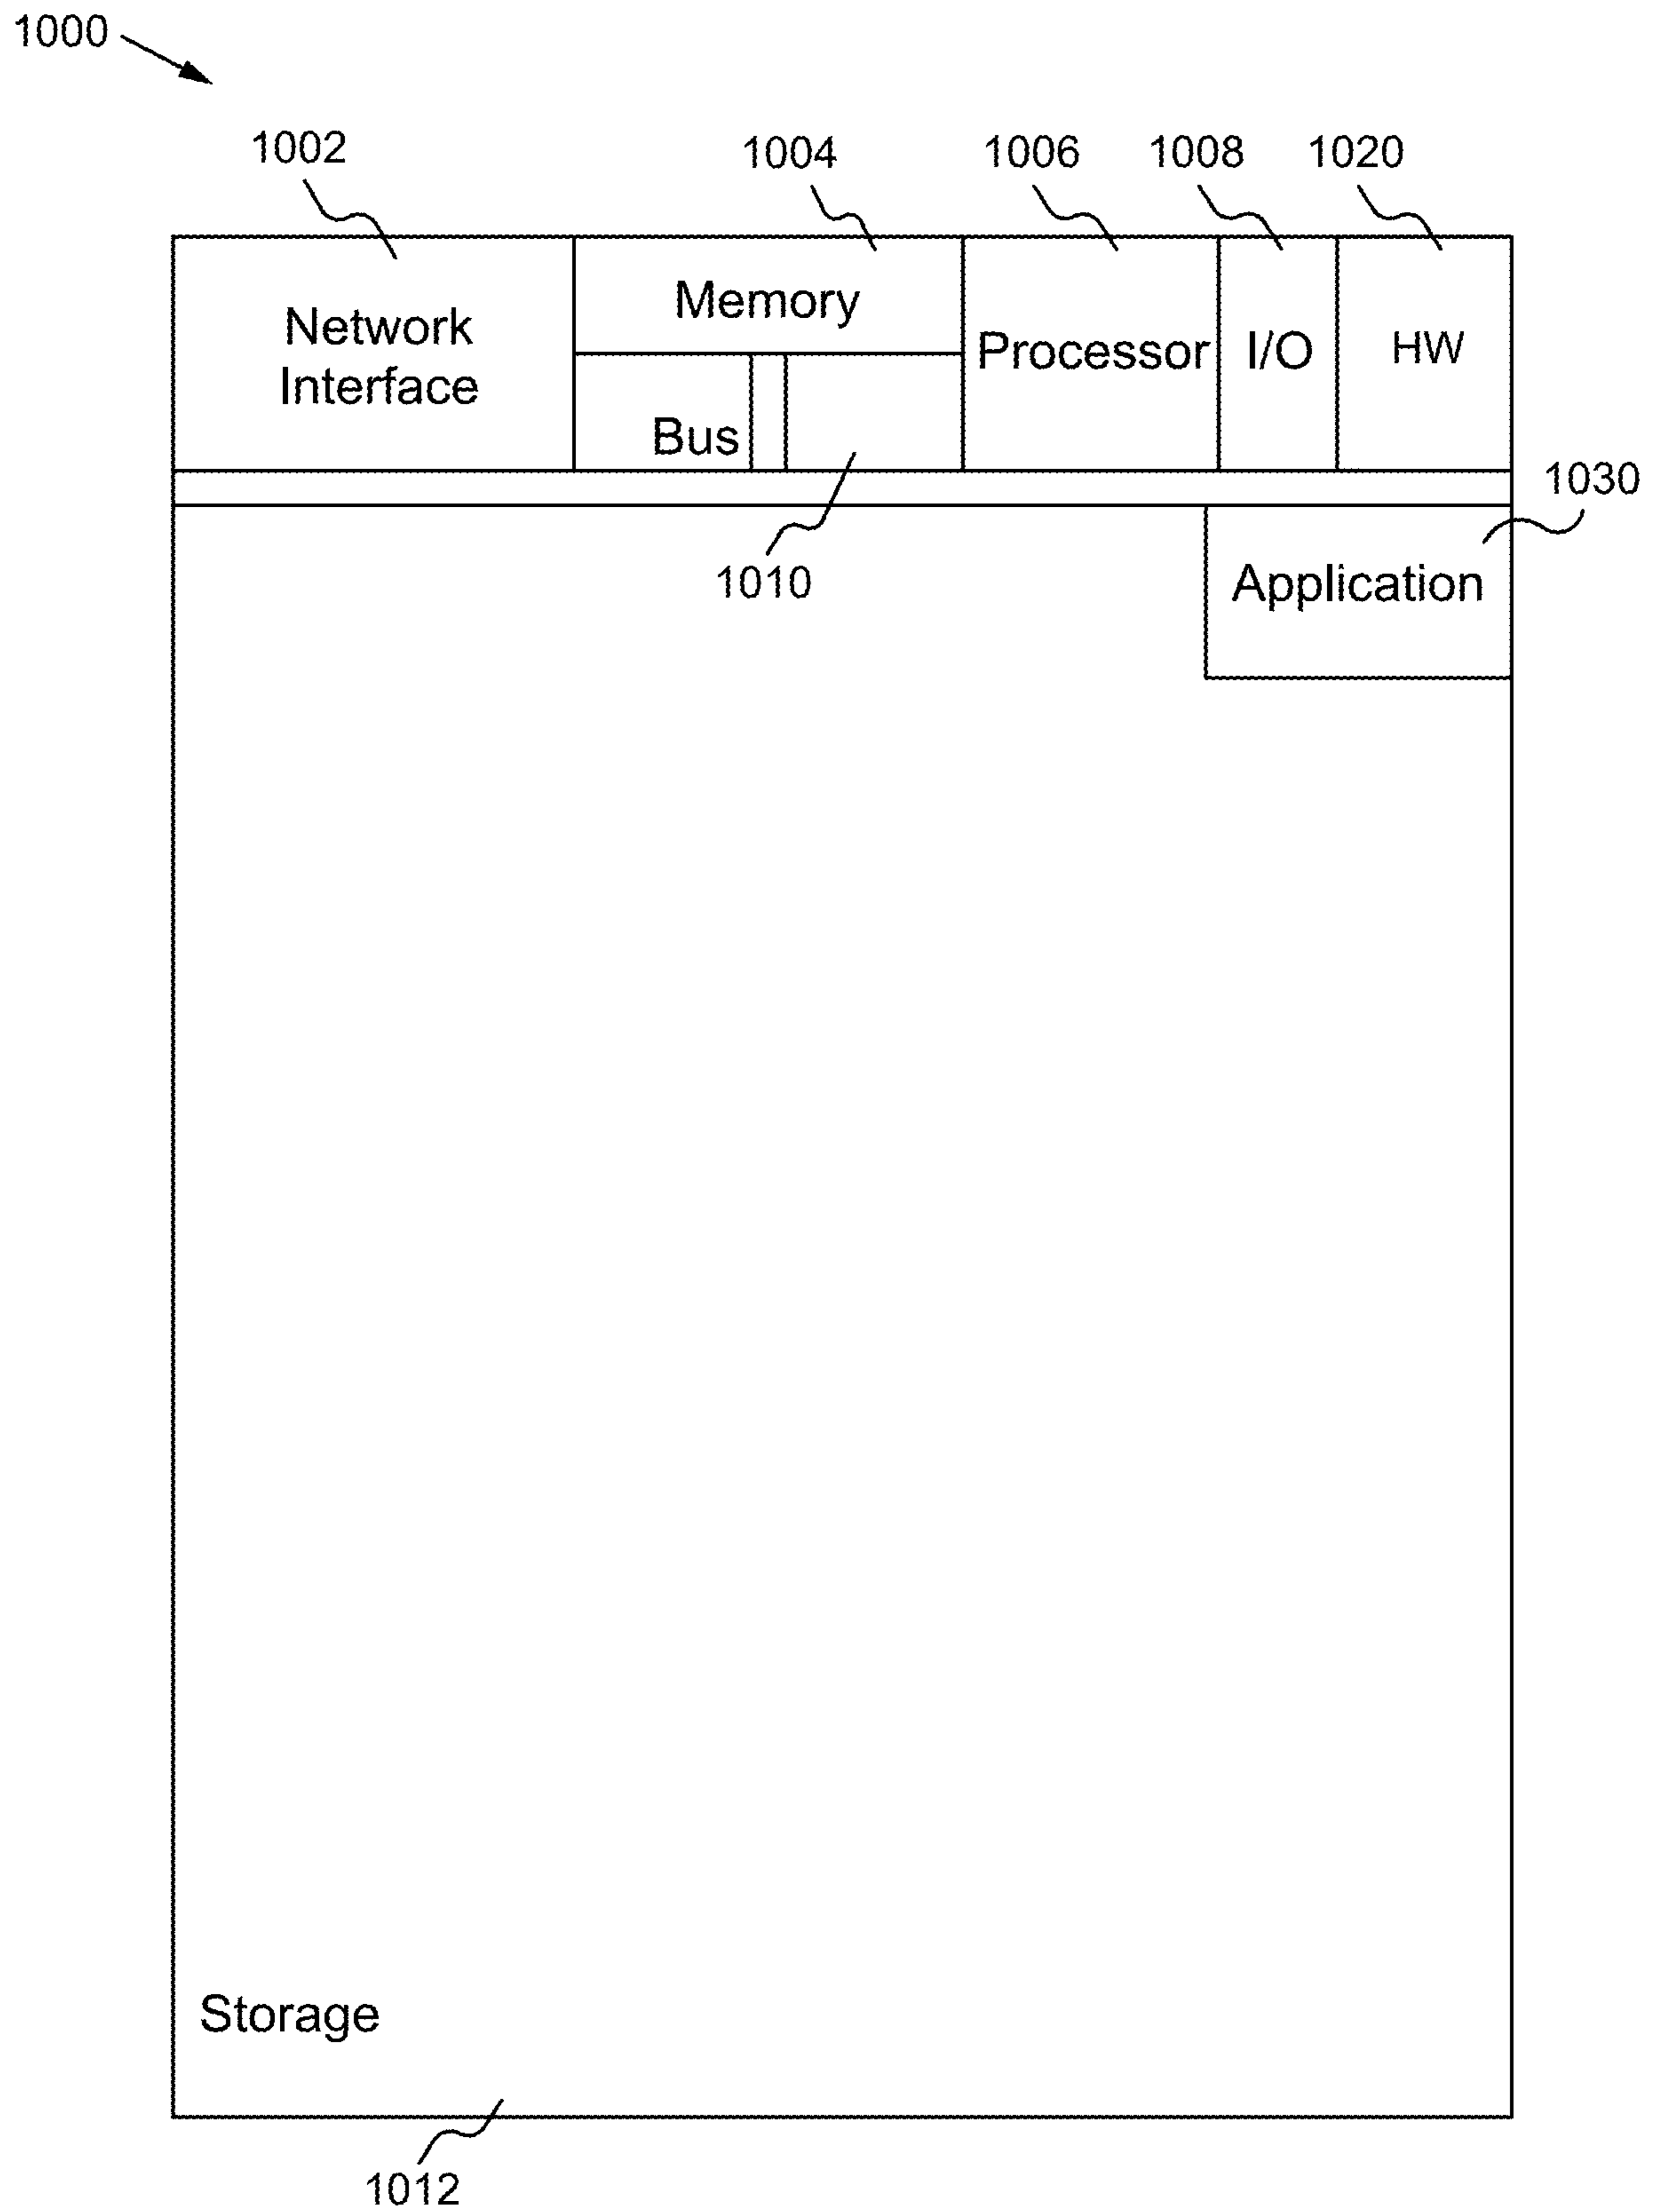 1000
1002
1004
1006
1008
1020
Network
Interface
Memory
Processor
I/O
HW
Bus
1030
1010
Application
Storage
1012